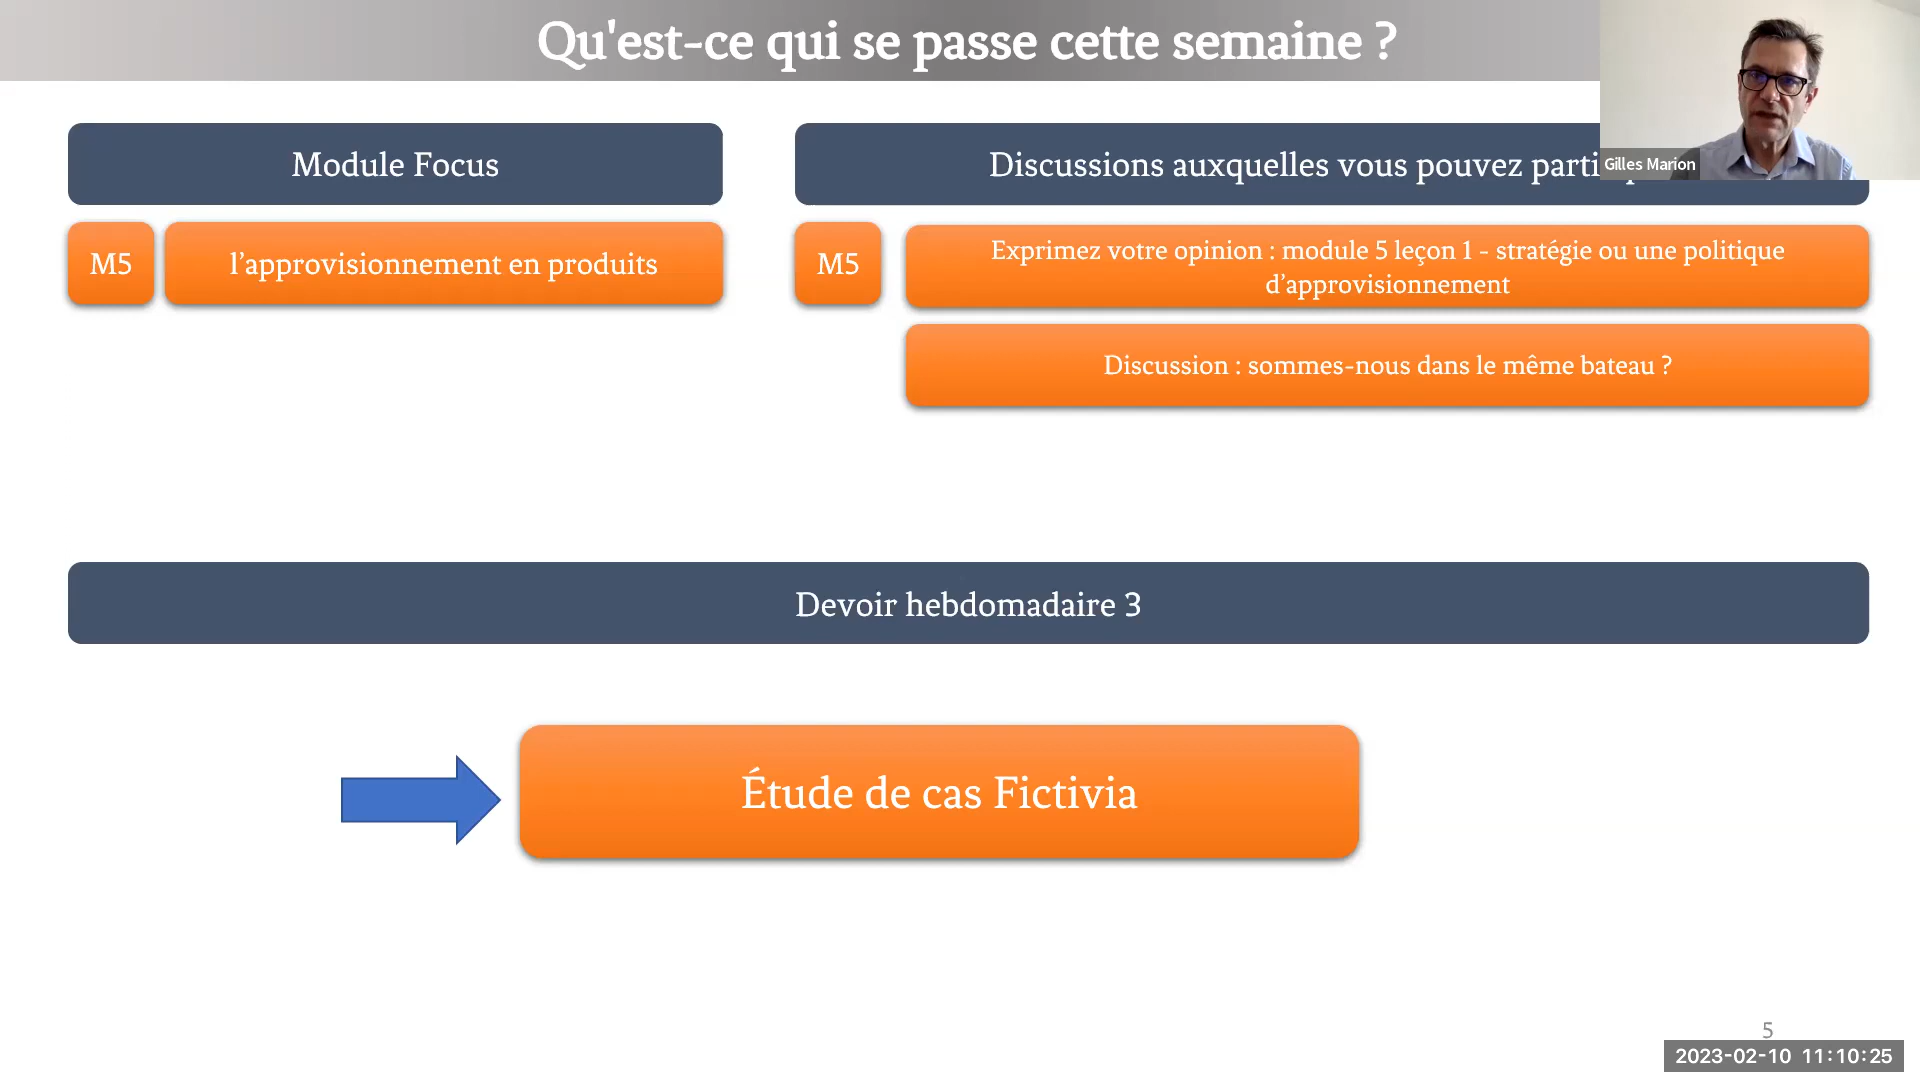 Qu'est-ce qui se passe cette semaine ?
Gilles Marion
Module Focus
Discussions auxquelles vous pouvez
M5
l’approvisionnement en produits
M5
Exprimez votre opinion : module 5 leçon 1 - stratégie ou une politique
d’approvisionnement
Discussion : sommes-nous dans le même bateau ?
Devoir hebdomadaire 3
Étude de cas Fictivia
5
2023-02-10 11:10:25